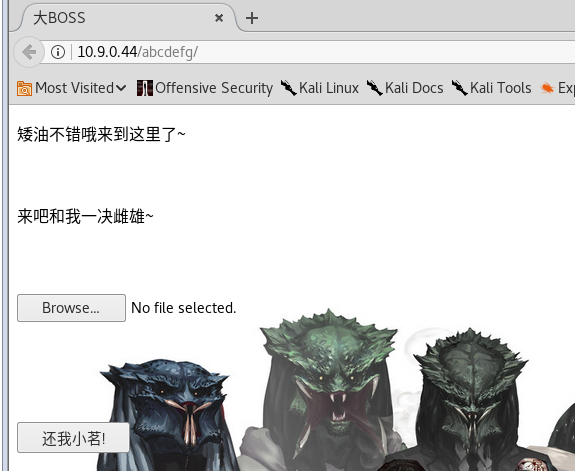 大BOSS
10.9.0.44/abcdefg/
Most Visited Offensive Security Kali Linux Kali Docs Kali Tools Exp
矮油不错哦来到这里了~
来吧和我一决雌雄~
Browse... No file selected.
还我小茗!